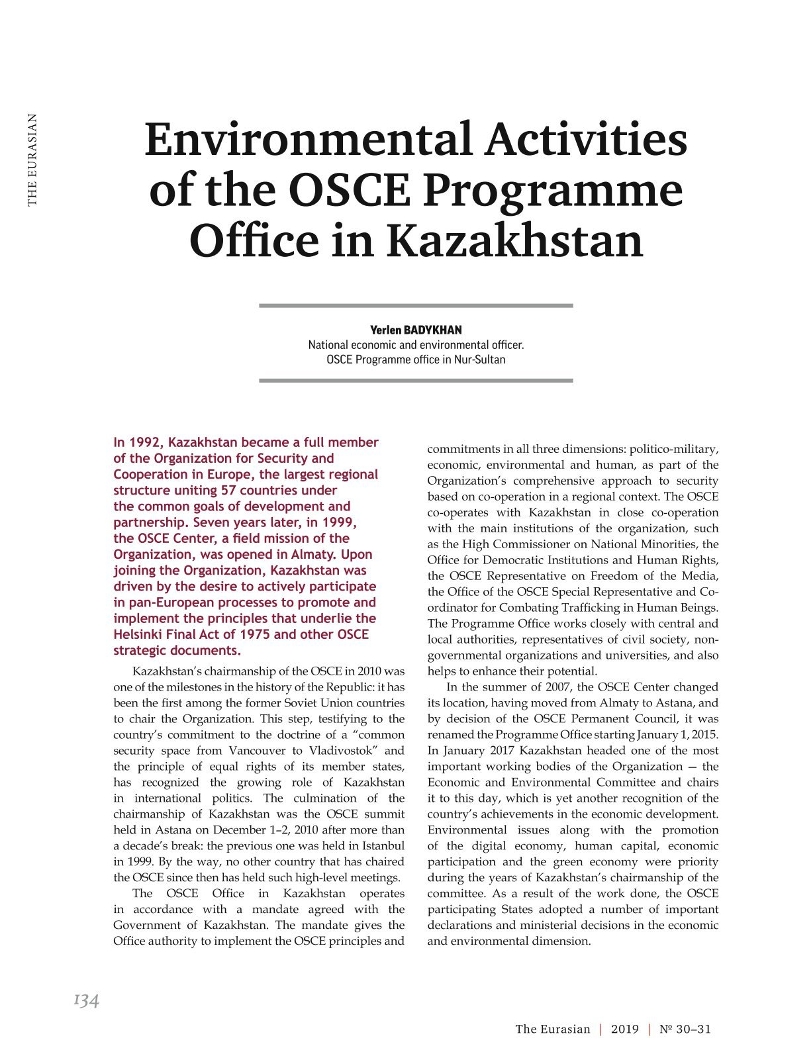 THE EURASIAN
Environmental Activities
of the OSCE Programme
Office in Kazakhstan
Yerlen BADYKHAN
National economic and environmental officer.
OSCE Programme office in Nur-Sultan
In 1992, Kazakhstan became a full member
of the Organization for Security and
Cooperation in Europe, the largest regional
structure uniting 57 countries under
the common goals of development and
partnership. Seven years later, in 1999,
the OSCE Center, a field mission of the
Organization, was opened in Almaty. Upon
joining the Organization, Kazakhstan was
driven by the desire to actively participate
in pan-European processes to promote and
implement the principles that underlie the
Helsinki Final Act of 1975 and other OSCE
strategic documents.
Kazakhstan's chairmanship of the OSCE in 2010 was
one of the milestones in the history of the Republic: it has
been the first among the former Soviet Union countries
to chair the Organization. This step, testifying to the
country's commitment to the doctrine of a "common
security space from Vancouver to Vladivostok" and
the principle of equal rights of its member states,
has recognized the growing role of Kazakhstan
in international politics. The culmination of the
chairmanship of Kazakhstan was the OSCE summit
held in Astana on December 1–2, 2010 after more than
a decade's break: the previous one was held in Istanbul
in 1999. By the way, no other country that has chaired
the OSCE since then has held such high-level meetings.
The OSCE Office in Kazakhstan operates
in accordance with a mandate agreed with the
Government of Kazakhstan. The mandate gives the
Office authority to implement the OSCE principles and
commitments in all three dimensions: politico-military,
economic, environmental and human, as part of the
Organization's comprehensive approach to security
based on co-operation in a regional context. The OSCE
co-operates with Kazakhstan in close co-operation
with the main institutions of the organization, such
as the High Commissioner on National Minorities, the
Office for Democratic Institutions and Human Rights,
the OSCE Representative on Freedom of the Media,
the Office of the OSCE Special Representative and Co-
ordinator for Combating Trafficking in Human Beings.
The Programme Office works closely with central and
local authorities, representatives of civil society, non-
governmental organizations and universities, and also
helps to enhance their potential.
In the summer of 2007, the OSCE Center changed
its location, having moved from Almaty to Astana, and
by decision of the OSCE Permanent Council, it was
renamed the Programme Office starting January 1, 2015.
In January 2017 Kazakhstan headed one of the most
important working bodies of the Organization — the
Economic and Environmental Committee and chairs
it to this day, which is yet another recognition of the
country's achievements in the economic development.
Environmental issues along with the promotion
of the digital economy, human capital, economic
participation and the green economy were priority
during the years of Kazakhstan's chairmanship of the
committee. As a result of the work done, the OSCE
participating States adopted a number of important
declarations and ministerial decisions in the economic
and environmental dimension.
134
The Eurasian | 2019 | № 30–31